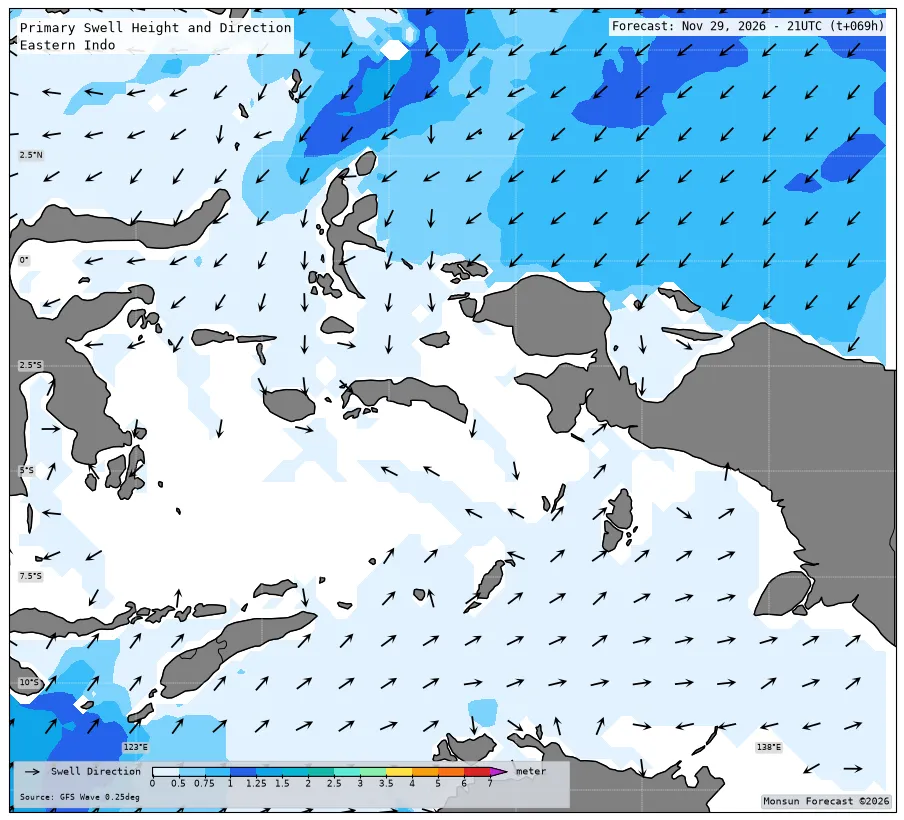 Primary Swell Height and Direction
Eastern Indo
Forecast: Nov 29, 2026 - 21UTC (t+069h)
2.5°N
0°
2.5°S
5°S
7.5°S
10°S
123°E
138°E
Swell Direction
meter
0 0.5 0.75 1 1.25 1.5 2 2.5 3 3.5 4 5 6 7
Source: GFS Wave 0.25deg
Monsun Forecast ©2026